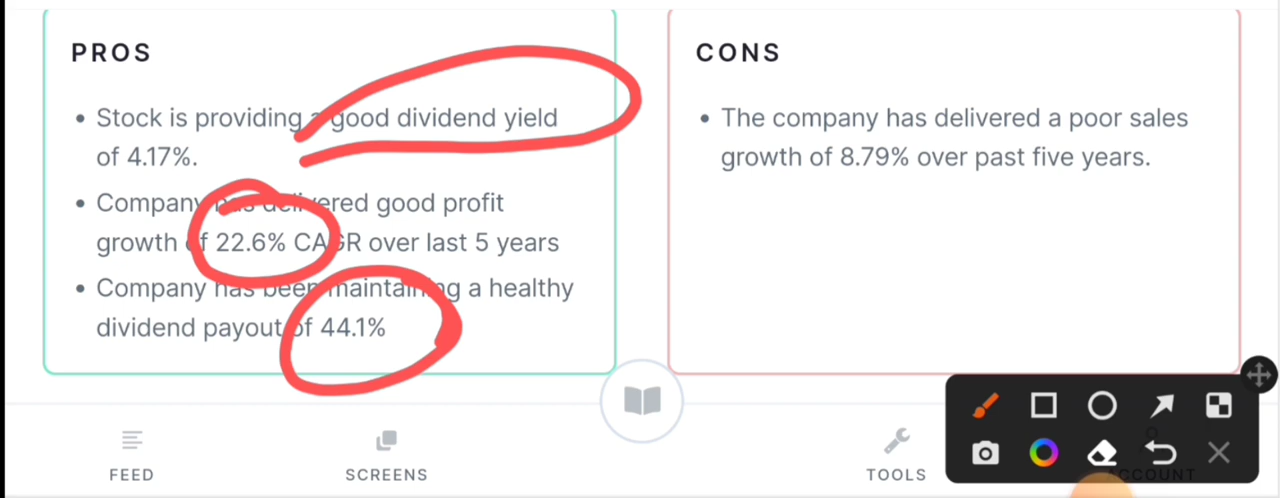 PROS
• Stock is providing a good dividend yield
of 4.17%.
• Company has delivered good profit
growth of 22.6% CAGR over last 5 years
• Company has been maintaining a healthy
dividend payout of 44.1%
CONS
• The company has delivered a poor sales
growth of 8.79% over past five years.
FEED
SCREENS
TOOLS
ACCOUNT